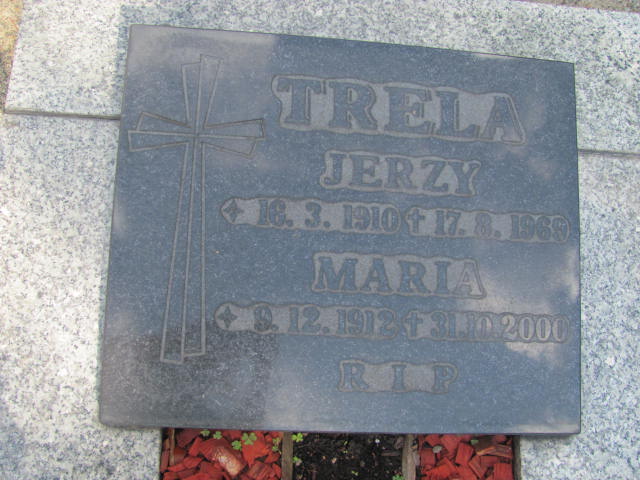 TRELA
JERZY
✦ 16. 3. 1910 ✝ 17. 8. 1969
MARIA
✦ 9. 12. 1912 ✝ 31.10.2000
R I P